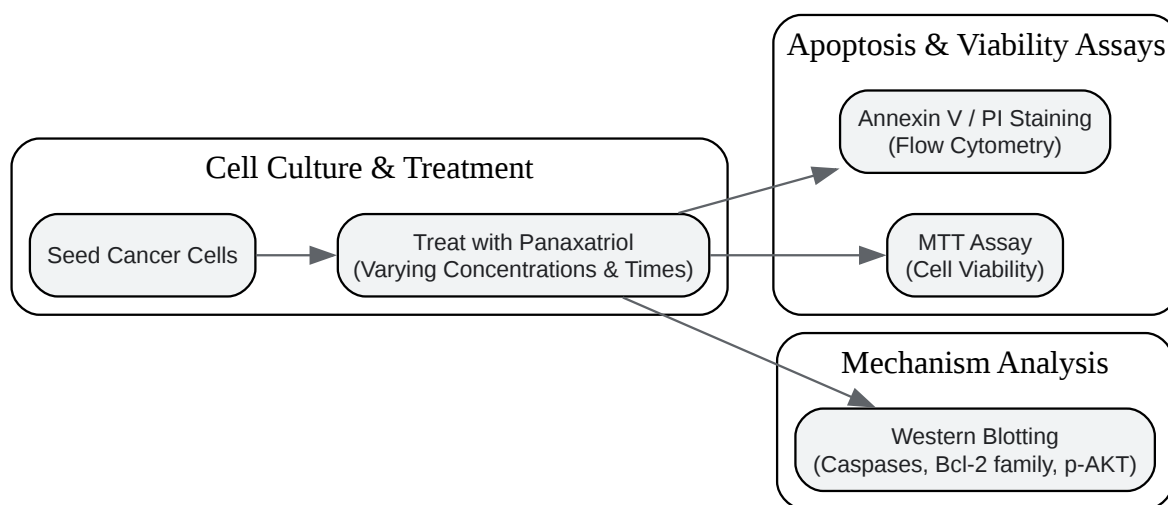 Cell Culture & Treatment
Seed Cancer Cells
Treat with Panaxatriol
(Varying Concentrations & Times)
Apoptosis & Viability Assays
Annexin V / PI Staining
(Flow Cytometry)
MTT Assay
(Cell Viability)
Mechanism Analysis
Western Blotting
(Caspases, Bcl-2 family, p-AKT)